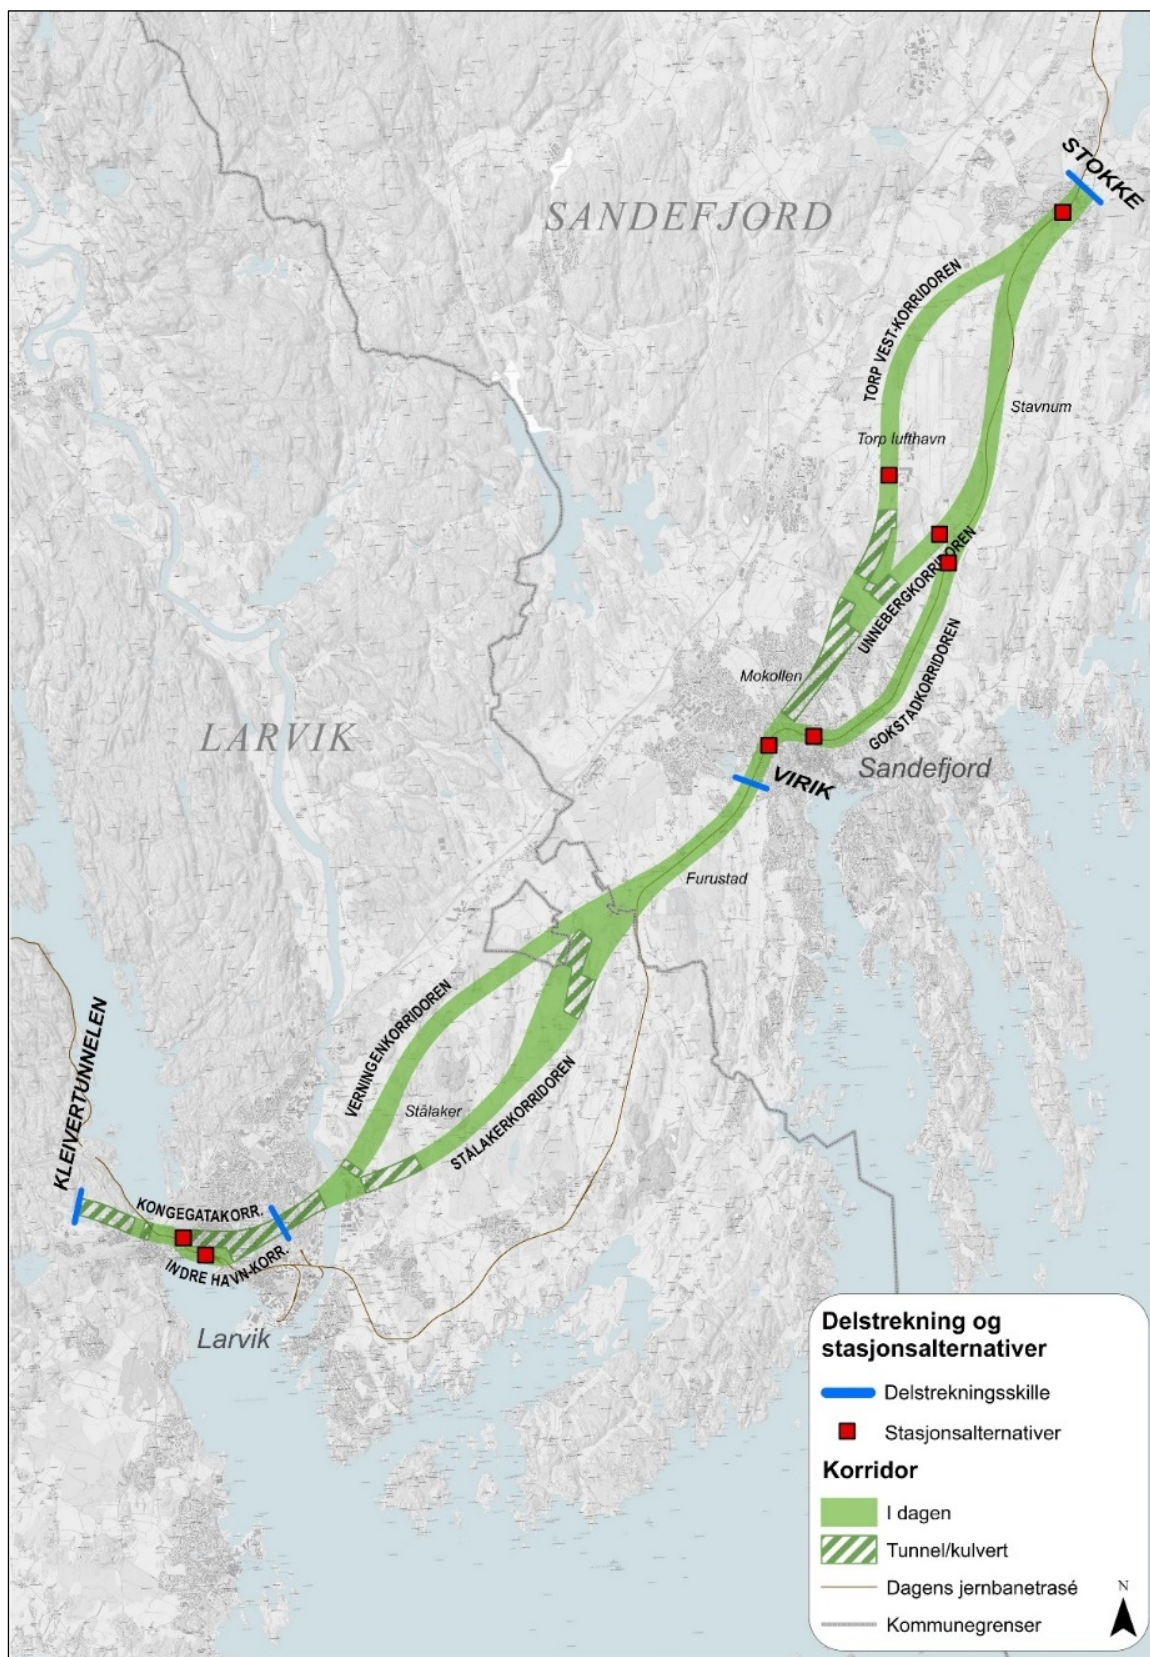 STOKKE
SANDEFJORD
TORP VEST-KORRIDOREN
Stavnum
Torp lufthavn
UNNEBERGKORRIDOREN
GOKSTADKORRIDOREN
Mokollen
LARVIK
Sandefjord
VIRIK
Furustad
VERNINGENKORRIDOREN
Stålaker
STÅLAKERKORRIDOREN
KLEIVERTUNNELEN
KONGEGATAKORR.
INDRE HAVN-KORR.
Larvik
Delstrekning og
stasjonsalternativer
Delstrekningsskille
Stasjonsalternativer
Korridor
I dagen
Tunnel/kulvert
Dagens jernbanetrasé
Kommunegrenser
N